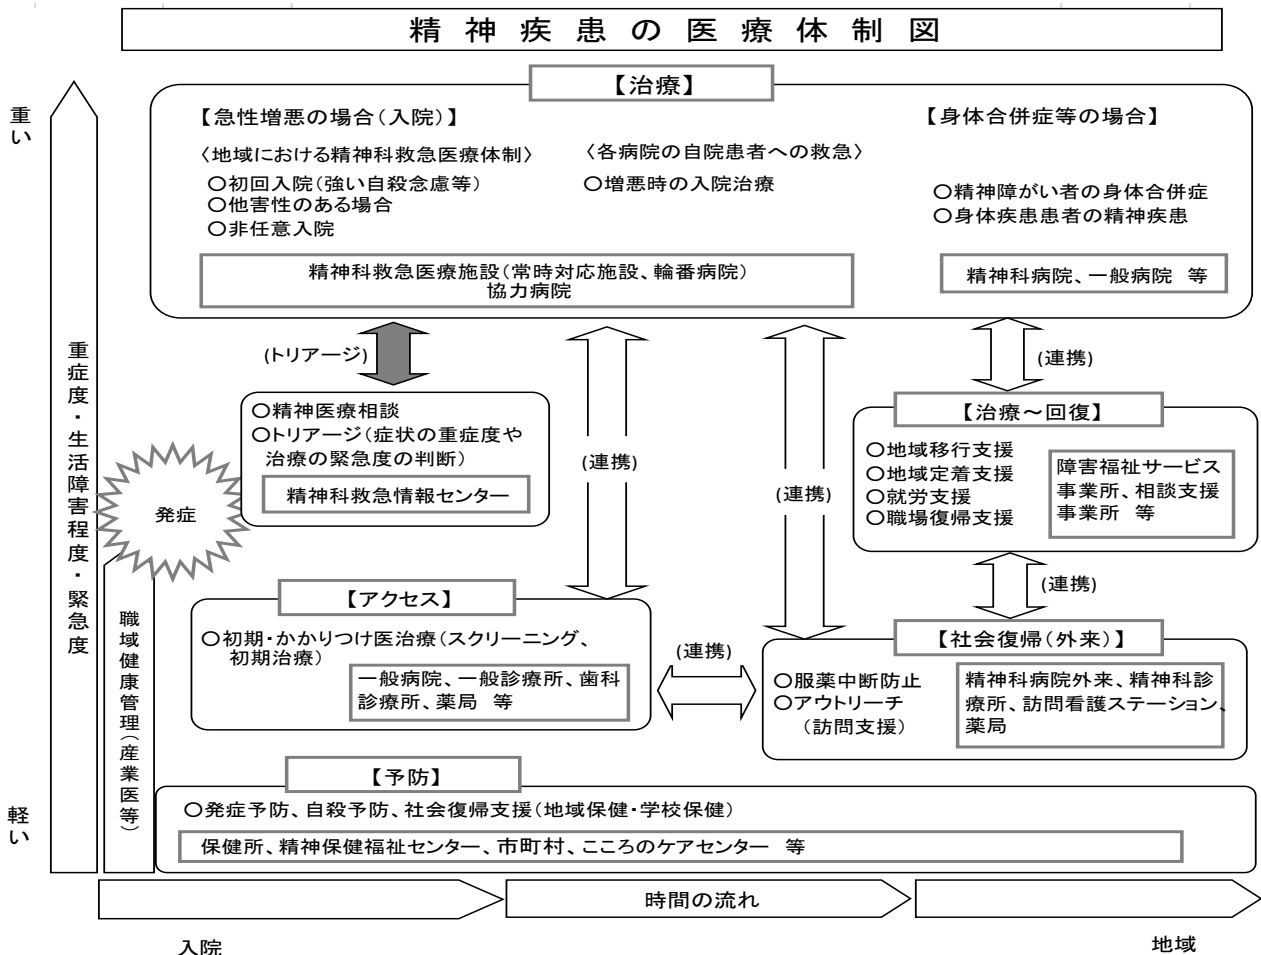 精神疾患の医療体制図
【治療】
重い
【急性増悪の場合(入院)】
【身体合併症等の場合】
〈地域における精神科救急医療体制〉
〈各病院の自院患者への救急〉
○初回入院(強い自殺念慮等)
○他害性のある場合
○非任意入院
○増悪時の入院治療
○精神障がい者の身体合併症
○身体疾患患者の精神疾患
精神科救急医療施設(常時対応施設、輪番病院)
協力病院
精神科病院、一般病院 等
重症度・生活障害程度・緊急度
(トリアージ)
(連携)
○精神医療相談
○トリアージ(症状の重症度や
治療の緊急度の判断)
精神科救急情報センター
発症
(連携)
(連携)
【治療~回復】
○地域移行支援
○地域定着支援
○就労支援
○職場復帰支援
障害福祉サービス
事業所、相談支援
事業所 等
(連携)
職域健康管理(産業医等)
【アクセス】
○初期・かかりつけ医治療(スクリーニング、
初期治療)
一般病院、一般診療所、歯科
診療所、薬局 等
(連携)
【社会復帰(外来)】
○服薬中断防止
○アウトリーチ
(訪問支援)
精神科病院外来、精神科診
療所、訪問看護ステーション、
薬局
【予防】
○発症予防、自殺予防、社会復帰支援(地域保健・学校保健)
保健所、精神保健福祉センター、市町村、こころのケアセンター 等
軽い
時間の流れ
入院
地域